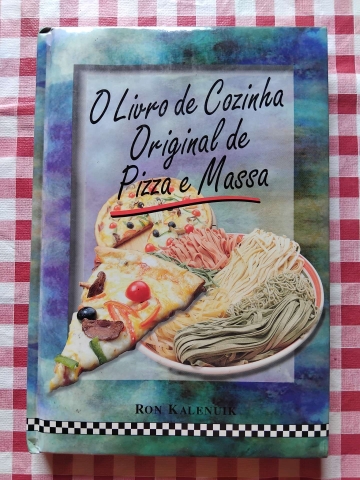 O Livro de Cozinha
Original de
Pizza e Massa
RON KALENUIK